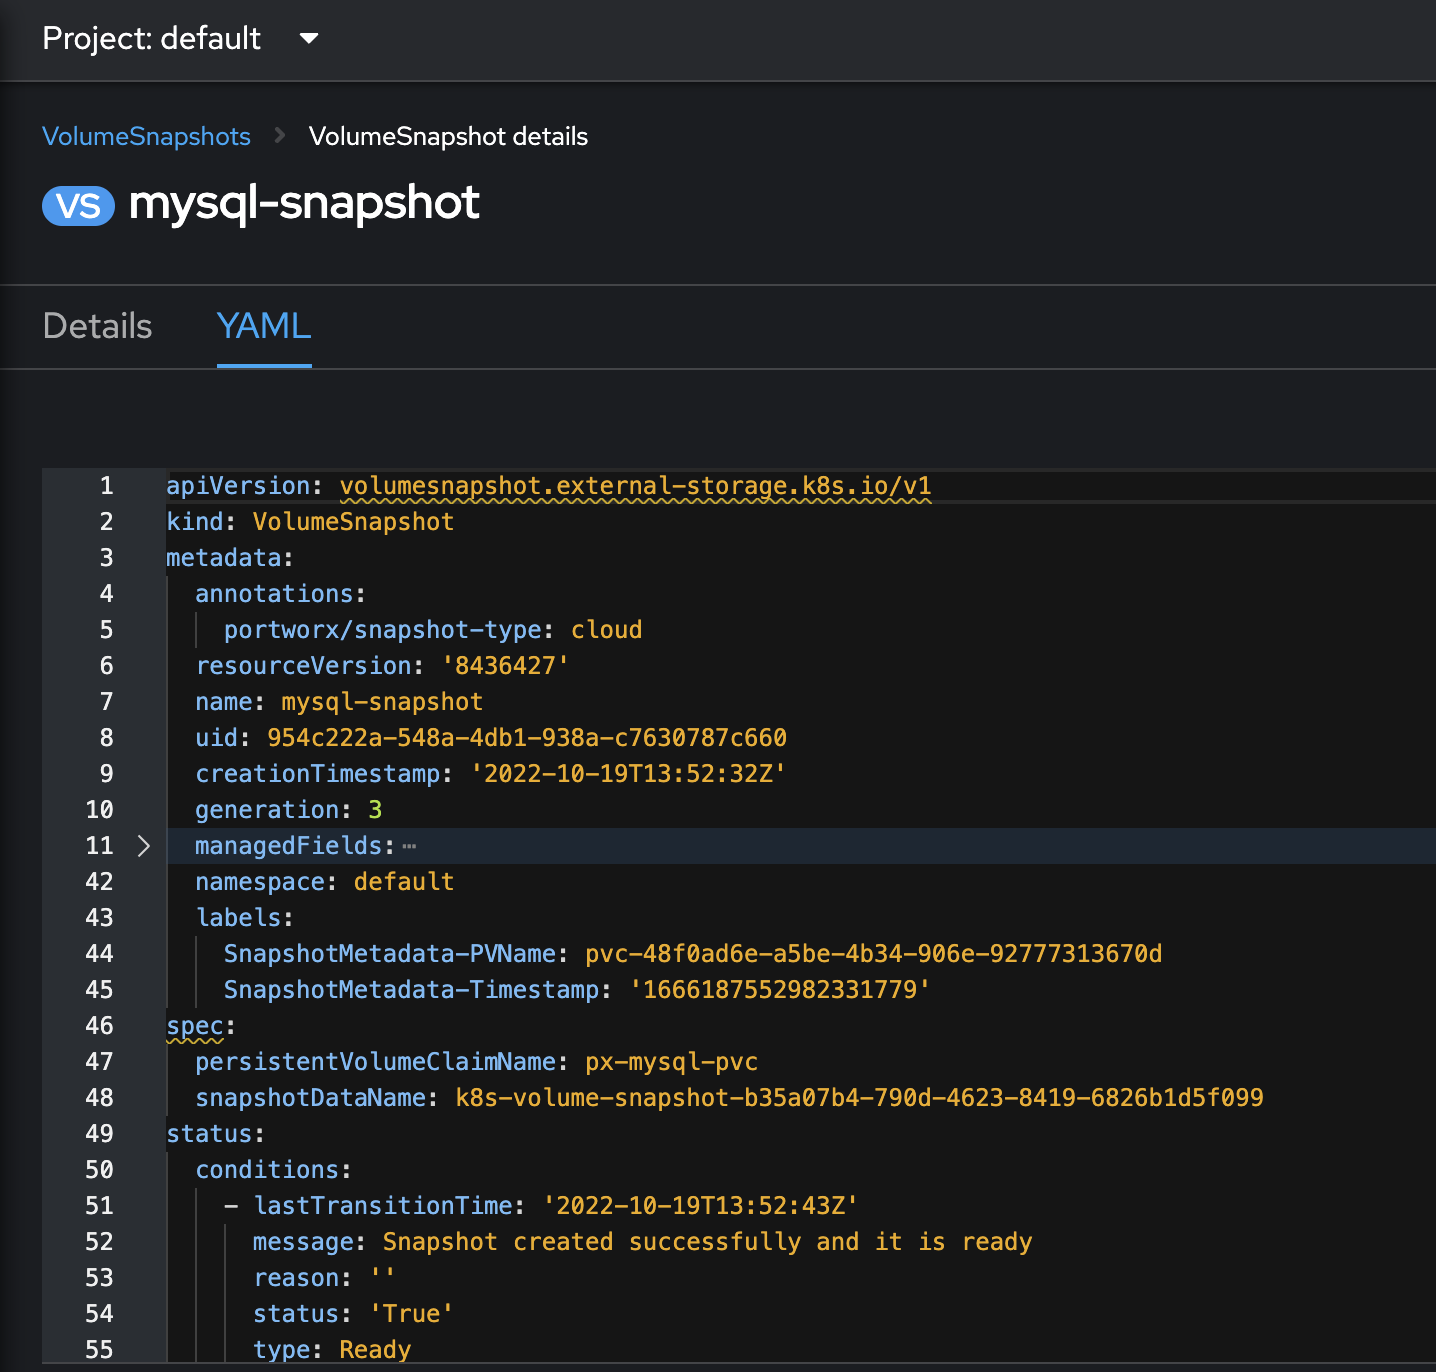 Project: default
VolumeSnapshots > VolumeSnapshot details
VS mysql-snapshot
Details YAML
1 apiVersion: volumesnapshot.external-storage.k8s.io/v1
2 kind: VolumeSnapshot
3 metadata:
4 annotations:
5 portworx/snapshot-type: cloud
6 resourceVersion: '8436427'
7 name: mysql-snapshot
8 uid: 954c222a-548a-4db1-938a-c7630787c660
9 creationTimestamp: '2022-10-19T13:52:32Z'
10 generation: 3
11 > managedFields: ⋯
42 namespace: default
43 labels:
44 SnapshotMetadata-PVName: pvc-48f0ad6e-a5be-4b34-906e-92777313670d
45 SnapshotMetadata-Timestamp: '1666187552982331779'
46 spec:
47 persistentVolumeClaimName: px-mysql-pvc
48 snapshotDataName: k8s-volume-snapshot-b35a07b4-790d-4623-8419-6826b1d5f099
49 status:
50 conditions:
51 - lastTransitionTime: '2022-10-19T13:52:43Z'
52 message: Snapshot created successfully and it is ready
53 reason: ''
54 status: 'True'
55 type: Ready